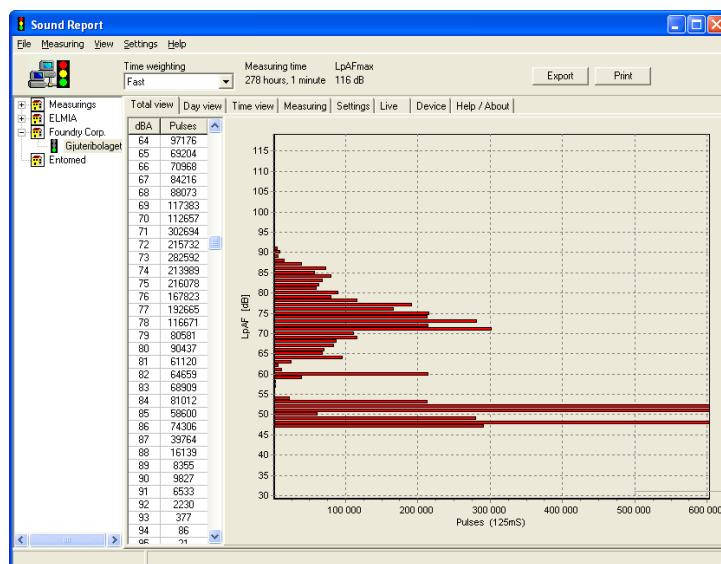 Sound Report
File Measuring View Settings Help
Time weighting
Fast
Measuring time
278 hours, 1 minute
LpAFmax
116 dB
Export
Print
Measurings
ELMIA
Foundry Corp.
Gjuteribolaget
Entomed
Total view Day view Time view Measuring Settings Live Device Help / About
dBA Pulses
64 97176
65 69204
66 70968
67 84216
68 88073
69 117383
70 112657
71 302694
72 215732
73 282592
74 213989
75 216078
76 167823
77 192665
78 116671
79 80581
80 90437
81 61120
82 64659
83 68909
84 81012
85 58600
86 74306
87 39764
88 16139
89 8355
90 9827
91 6533
92 2230
93 377
94 86
95 21
LpAF [dB]
115
110
105
100
95
90
85
80
75
70
65
60
55
50
45
40
35
30
100 000 200 000 300 000 400 000 500 000 600 000
Pulses (125mS)